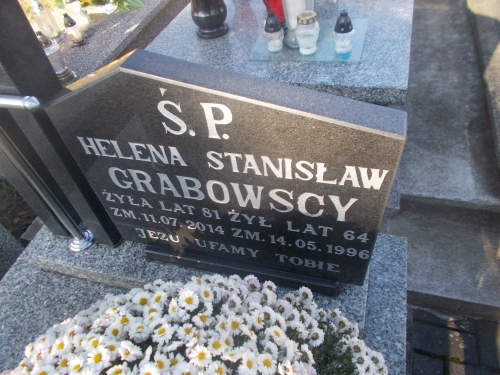 Ś.P.
HELENA STANISŁAW
GRABOWSCY
ŻYŁA LAT 81 ŻYŁ LAT 64
ZM. 11.07.2014 ZM. 14.05.1996
JEZU UFAMY TOBIE